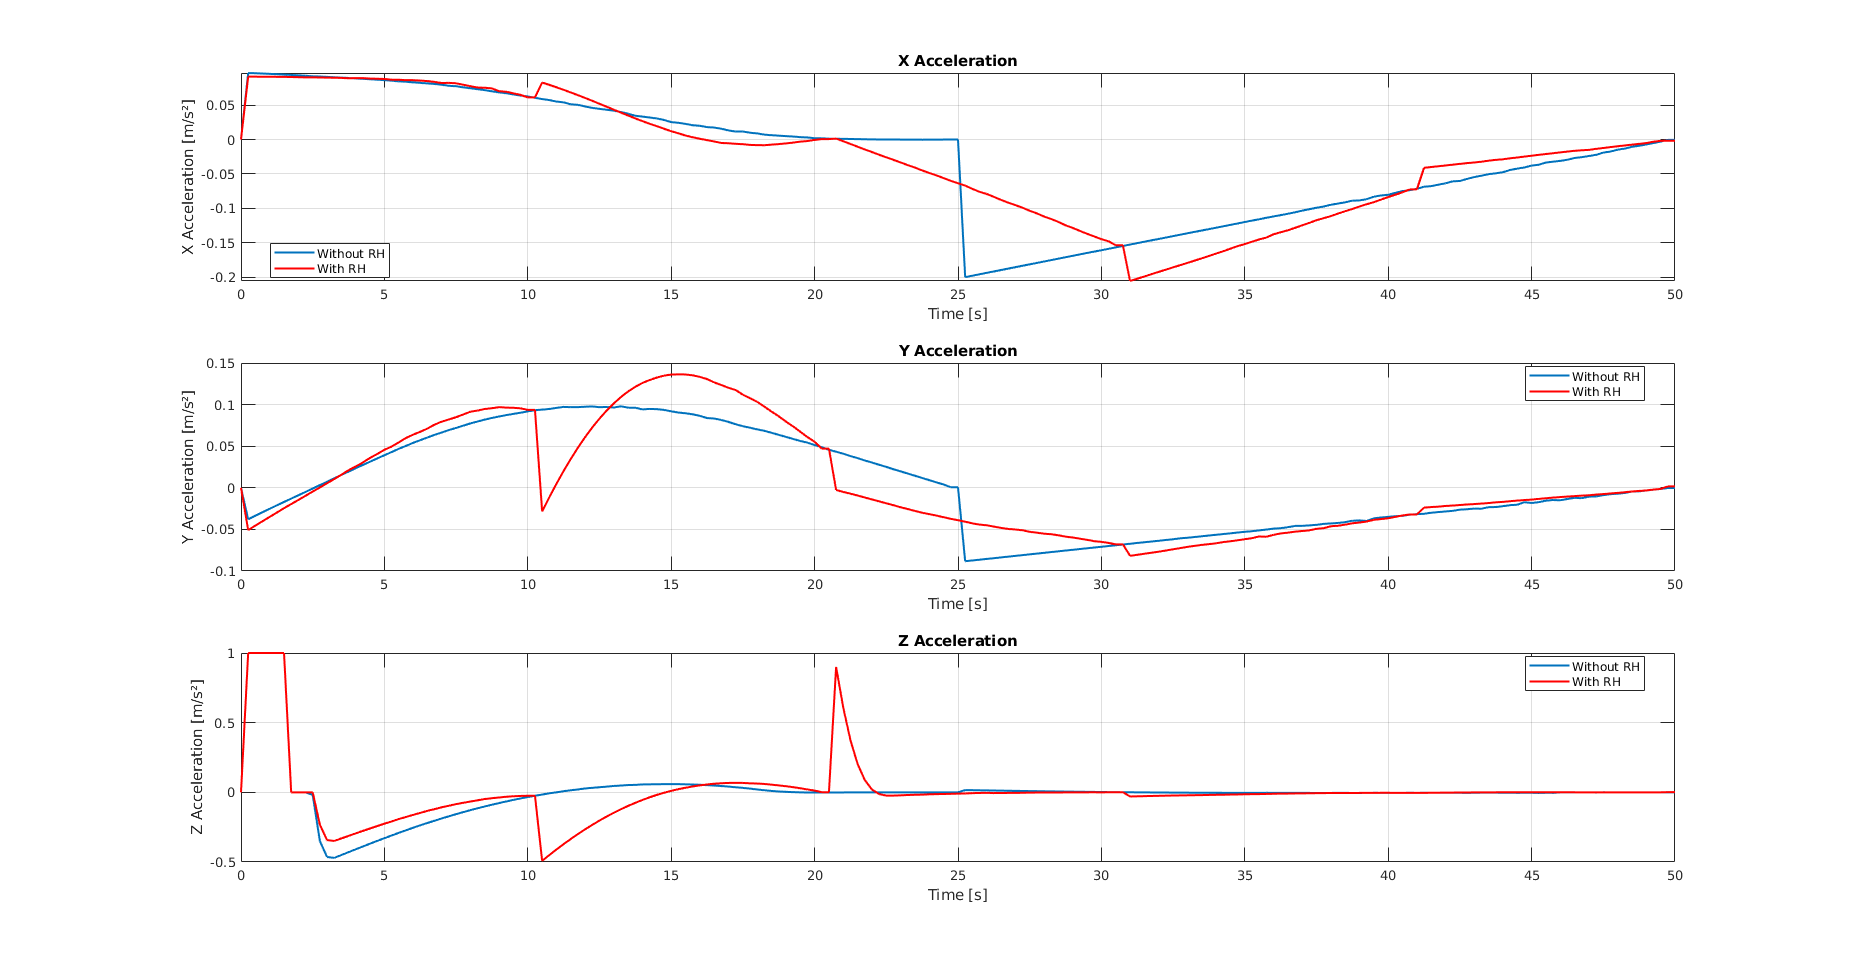 X Acceleration
X Acceleration [m/s²]
0.05
0
-0.05
-0.1
-0.15
-0.2
Without RH
With RH
0 5 10 15 20 25 30 35 40 45 50
Time [s]
Y Acceleration
Y Acceleration [m/s²]
0.15
0.1
0.05
0
-0.05
-0.1
Without RH
With RH
0 5 10 15 20 25 30 35 40 45 50
Time [s]
Z Acceleration
Z Acceleration [m/s²]
1
0.5
0
-0.5
Without RH
With RH
0 5 10 15 20 25 30 35 40 45 50
Time [s]